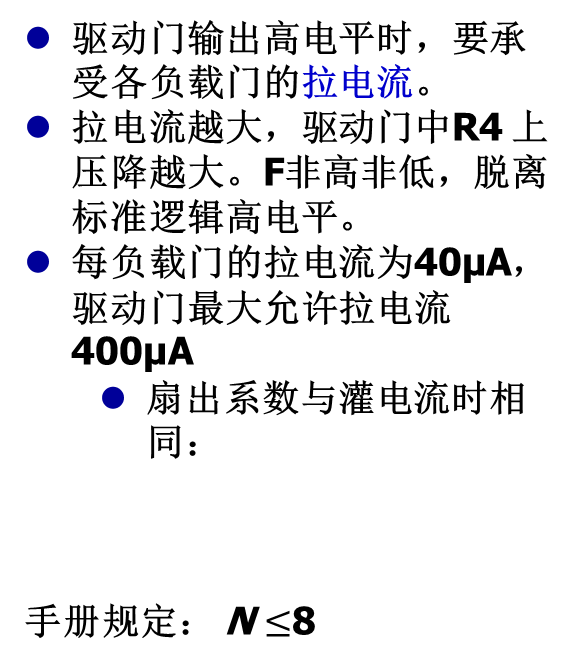 驱动门输出高电平时，要承
受各负载门的拉电流。
拉电流越大，驱动门中R4 上
压降越大。F非高非低，脱离
标准逻辑高电平。
每负载门的拉电流为40μA，
驱动门最大允许拉电流
400μA
扇出系数与灌电流时相
同：
手册规定： N ≤8